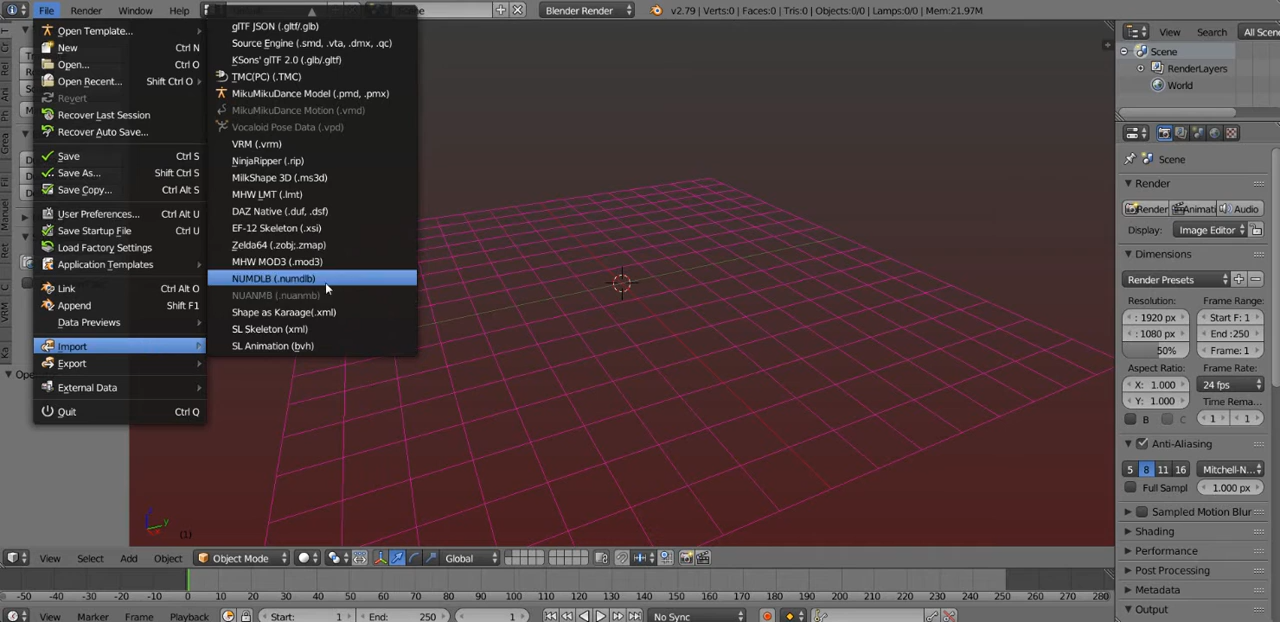 File Render Window Help Scene Blender Render v2.79 | Verts:0 | Faces:0 | Tris:0 | Objects:0/0 | Lamps:0/0 | Mem:21.97M
Open Template...
New Ctrl N
Open... Ctrl O
Open Recent... Shift Ctrl O
Revert
Recover Last Session
Recover Auto Save...
Save Ctrl S
Save As... Shift Ctrl S
Save Copy... Ctrl Alt S
User Preferences... Ctrl Alt U
Save Startup File Ctrl U
Load Factory Settings
Application Templates
Link Ctrl Alt O
Append Shift F1
Data Previews
Import
Export
External Data
Quit Ctrl Q
glTF JSON (.gltf/.glb)
Source Engine (.smd, .vta, .dmx, .qc)
KSons' glTF 2.0 (.glb/.gltf)
TMC(PC) (.TMC)
MikuMikuDance Model (.pmd, .pmx)
MikuMikuDance Motion (.vmd)
Vocaloid Pose Data (.vpd)
VRM (.vrm)
NinjaRipper (.rip)
MilkShape 3D (.ms3d)
MHW LMT (.lmt)
DAZ Native (.duf, .dsf)
EF-12 Skeleton (.xsi)
Zelda64 (.zobj;.zmap)
MHW MOD3 (.mod3)
NUMDLB (.numdlb)
NUANMB (.nuanmb)
Shape as Karaage(.xml)
SL Skeleton (xml)
SL Animation (bvh)
(1)
View Search All Scen
Scene
RenderLayers
World
Scene
Render
Render Animati Audio
Display: Image Editor
Dimensions
Render Presets
Resolution: Frame Range:
: 1920 px Start F: 1
: 1080 px End :250
50% Frame: 1
Aspect Ratio: Frame Rate:
X: 1.000 24 fps
Y: 1.000 Time Rema...
B C 1 1
Anti-Aliasing
5 8 11 16 Mitchell-N...
Full Sampl 1.000 px
Sampled Motion Blur
Shading
Performance
Post Processing
Metadata
Output
View Select Add Object Object Mode Global
-50 -40 -30 -20 -10 0 10 20 30 40 50 60 70 80 90 100 110 120 130 140 150 160 170 180 190 200 210 220 230 240 250 260 270 280
View Marker Frame Playback Start: 1 End: 250 1 No Sync